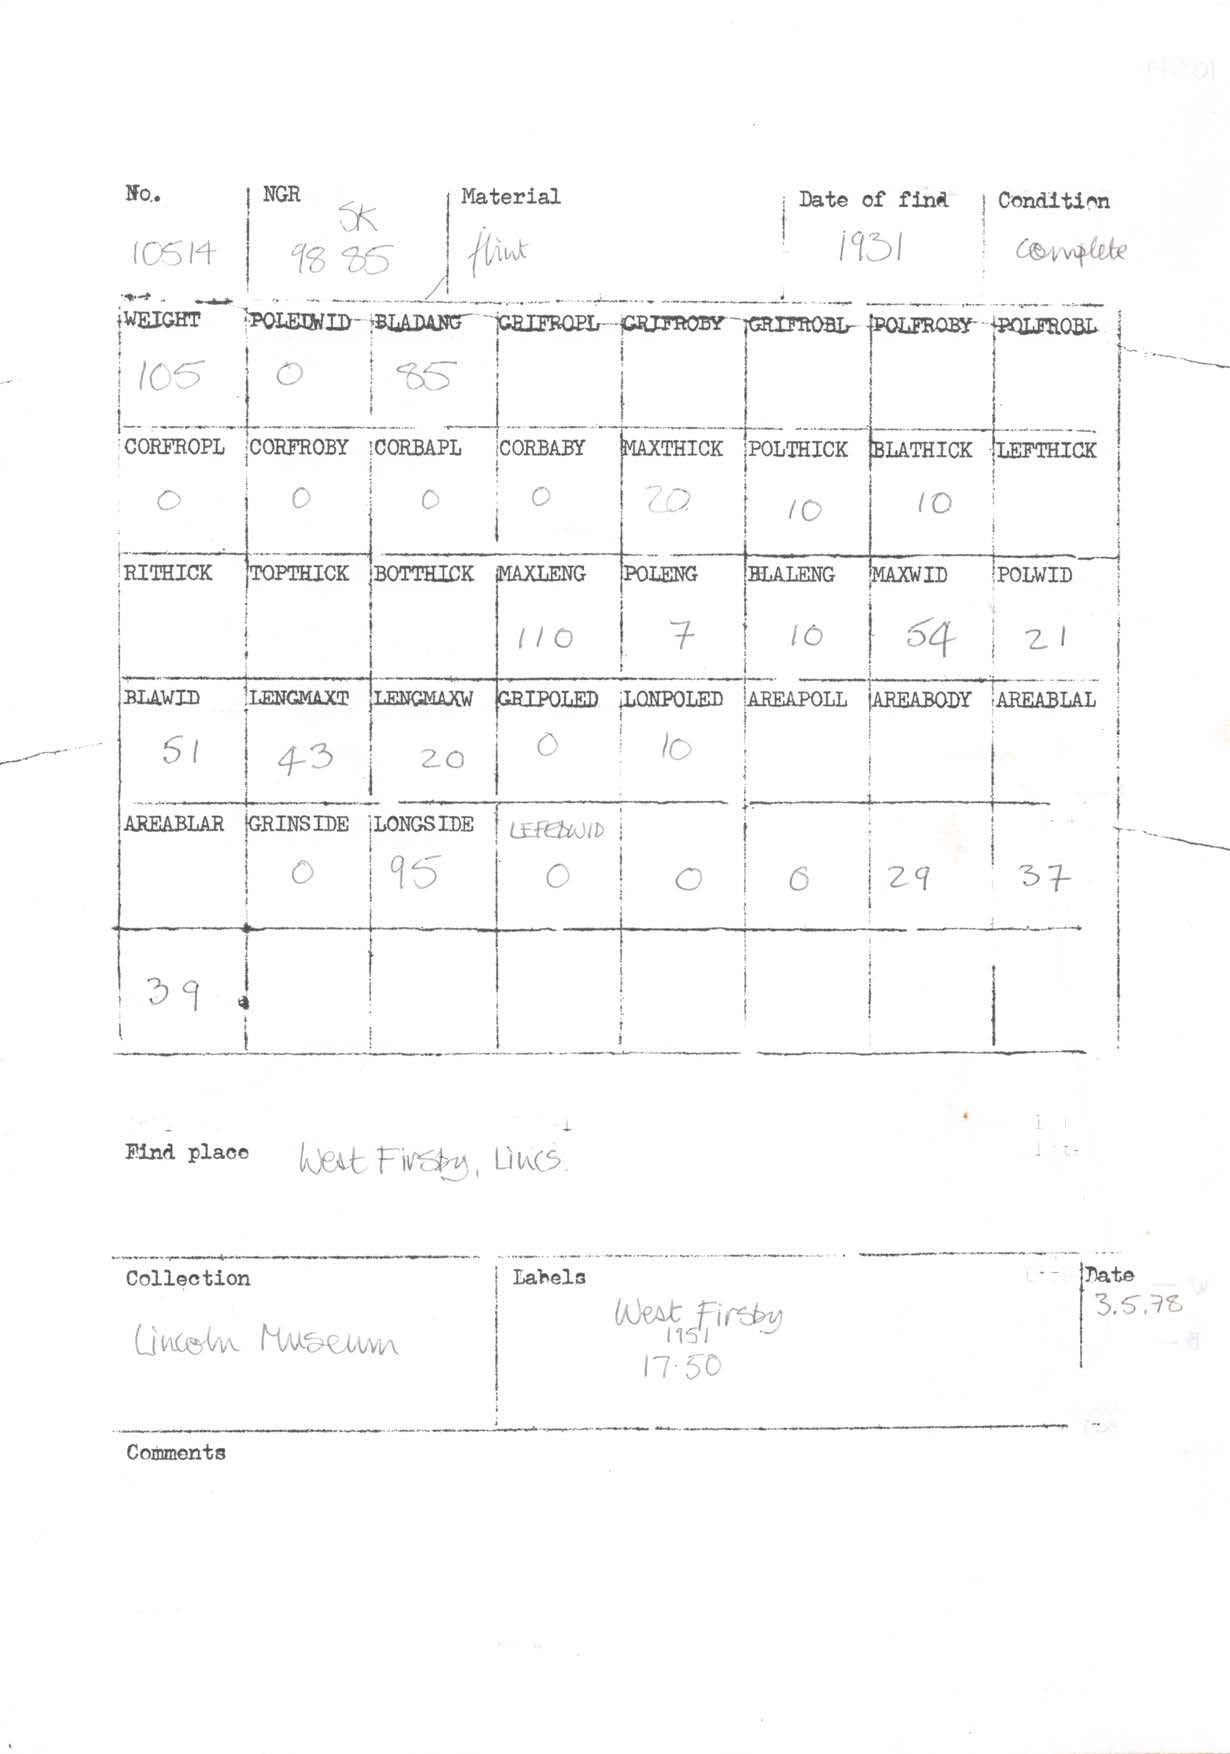 No. NGR Material Date of find Condition
SK
10514 98 85 flint 1931 complete
WEIGHT POLEDWID BLADANG GRIFROPL GRIFROBY GRIFROBL POLFROBY POLFROBL
105 0 85
CORFROPL CORFROBY CORBAPL CORBABY MAXTHICK POLTHICK BLATHICK LEFTHICK
0 0 0 0 20 10 10
RITHICK TOPTHICK BOTTHICK MAXLENG POLENG BLALENG MAXWID POLWID
110 7 10 54 21
BLAWID LENGMAXT LENGMAXW GRIPOLED LONPOLED AREAPOLL AREABODY AREABLAL
51 43 20 0 10
AREABLAR GRINSIDE LONGSIDE LEFEDWID
0 95 0 0 0 29 37
39
Find place West Firsby, Lincs.
Collection Labels Date
Lincoln Museum West Firsby 3.5.78
1951
17.50
Comments